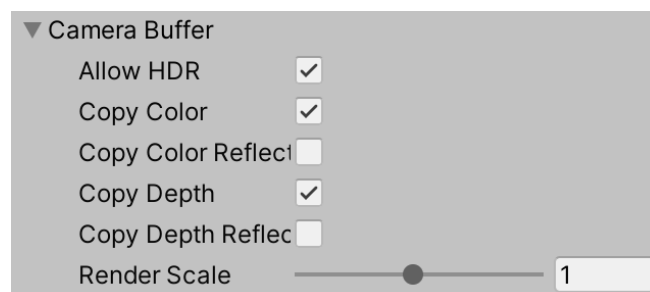 Camera Buffer
Allow HDR
Copy Color
Copy Color Reflect
Copy Depth
Copy Depth Reflec
Render Scale 1